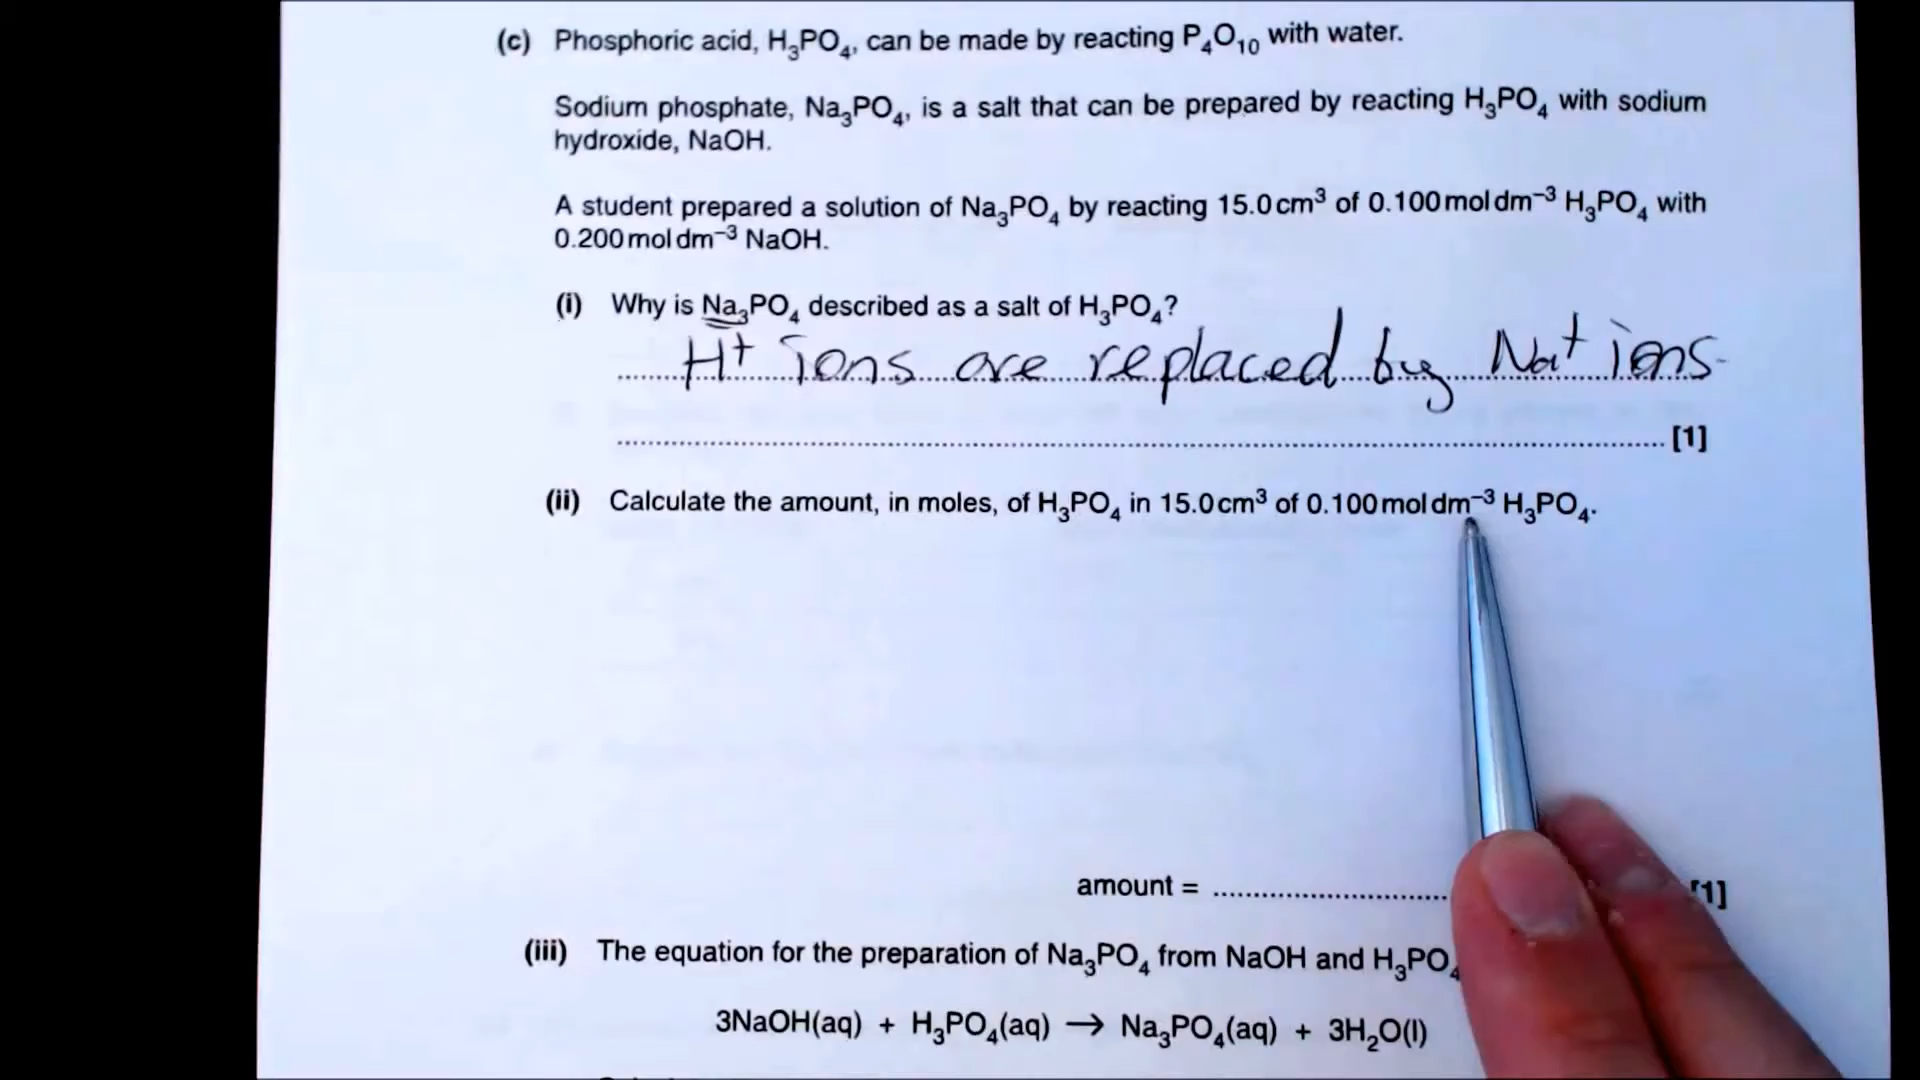 (c) Phosphoric acid, H₃PO₄, can be made by reacting P₄O₁₀ with water.
Sodium phosphate, Na₃PO₄, is a salt that can be prepared by reacting H₃PO₄ with sodium
hydroxide, NaOH.
A student prepared a solution of Na₃PO₄ by reacting 15.0 cm³ of 0.100 mol dm⁻³ H₃PO₄ with
0.200 mol dm⁻³ NaOH.
(i) Why is Na₃PO₄ described as a salt of H₃PO₄?
H⁺ ions are replaced by Na⁺ ions.
[1]
(ii) Calculate the amount, in moles, of H₃PO₄ in 15.0 cm³ of 0.100 mol dm⁻³ H₃PO₄.
amount = [1]
(iii) The equation for the preparation of Na₃PO₄ from NaOH and H₃PO₄
3NaOH(aq) + H₃PO₄(aq) → Na₃PO₄(aq) + 3H₂O(l)